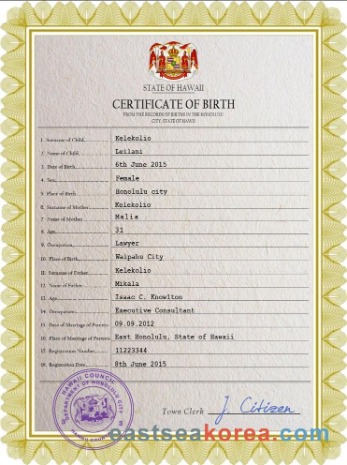 STATE OF HAWAII
CERTIFICATE OF BIRTH
FROM THE RECORDS OF BIRTHS IN THE HONOLULU
CITY, STATE OF HAWAII
1. Surname of Child Kelekolio
2. Name of Child Leilani
3. Date of Birth 6th June 2015
4. Sex Female
5. Place of Birth Honolulu city
6. Surname of Mother Kelekolio
7. Name of Mother Malia
8. Age 31
9. Occupation Lawyer
10. Place of Birth Waipahu City
11. Surname of Father Kelekolio
12. Name of Father Mikala
13. Age Isaac C. Knowlton
14. Occupation Executive Consultant
15. Date of Marriage of Parents 09.09.2012
16. Place of Marriage of Parents East Honolulu, State of Hawaii
15. Registration Number 11223344
16. Registration Date 8th June 2015
HAWAII COUNCIL
DEPARTMENT OF HONOLULU CITY
Town Clerk J. Citizen
eastseakorea.com